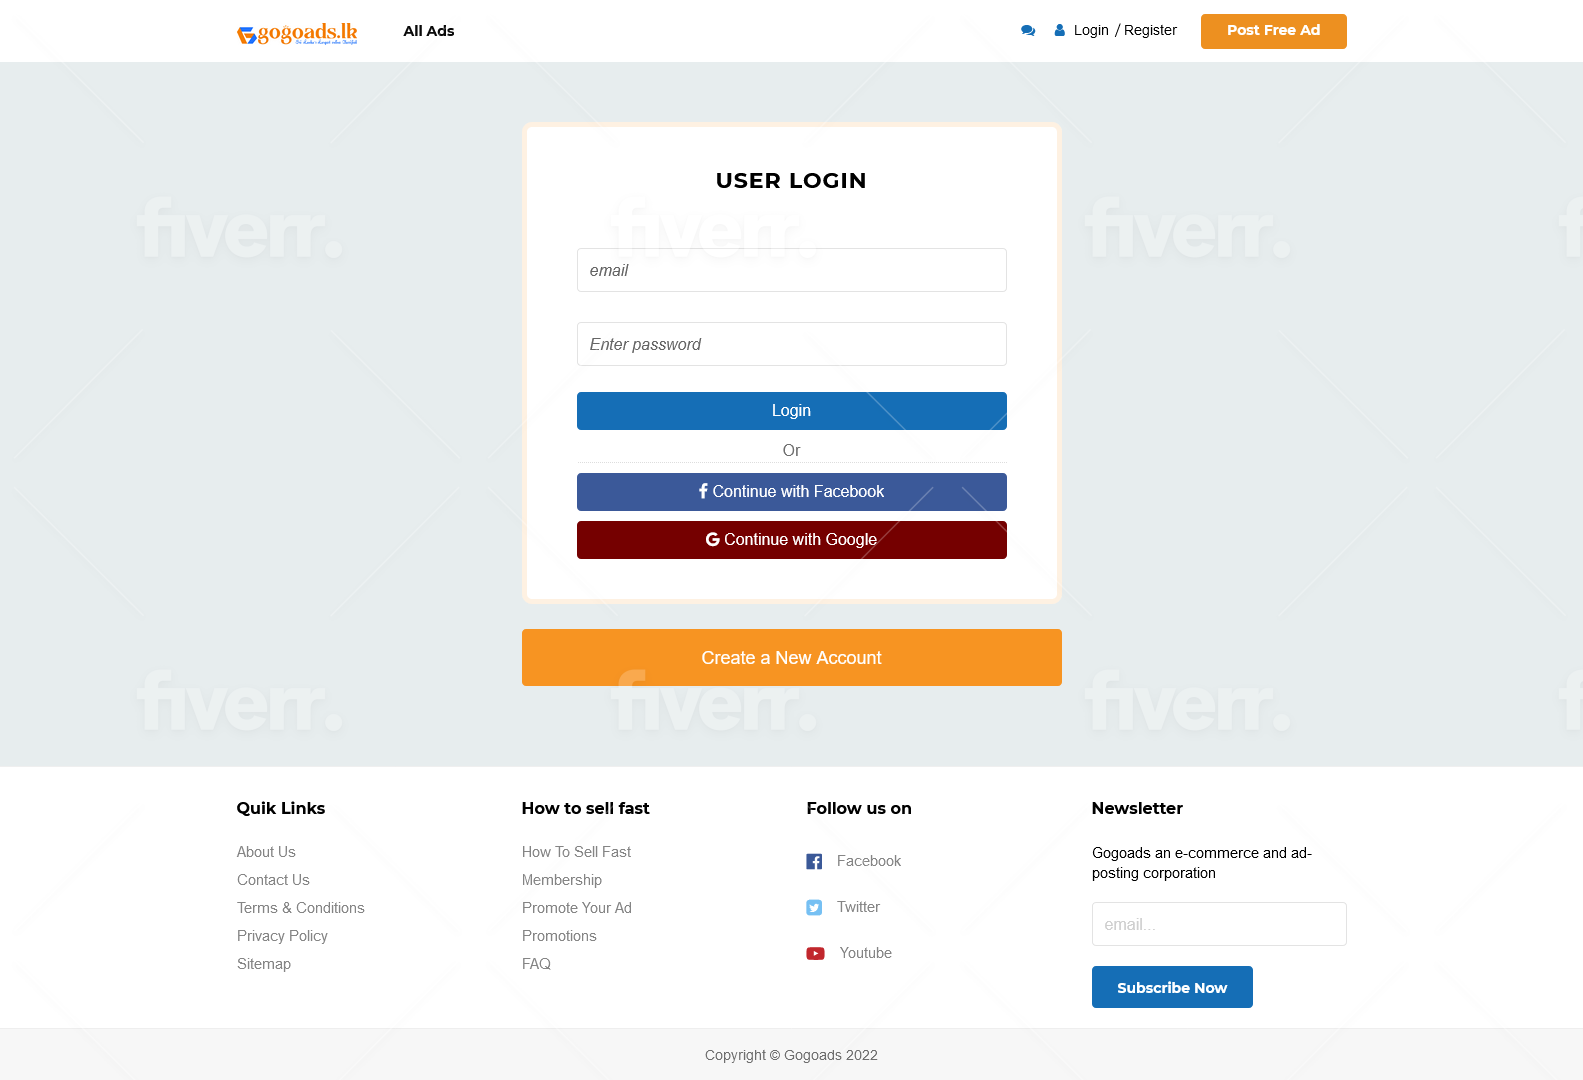 gogoads.lk
All Ads
Login / Register
Post Free Ad
USER LOGIN
email
Enter password
Login
Or
Continue with Facebook
Continue with Google
Create a New Account
fiverr.
fiverr.
fiverr.
fiverr.
fiverr.
fiverr.
Quik Links
About Us
Contact Us
Terms & Conditions
Privacy Policy
Sitemap
How to sell fast
How To Sell Fast
Membership
Promote Your Ad
Promotions
FAQ
Follow us on
Facebook
Twitter
Youtube
Newsletter
Gogoads an e-commerce and ad-
posting corporation
email...
Subscribe Now
Copyright © Gogoads 2022